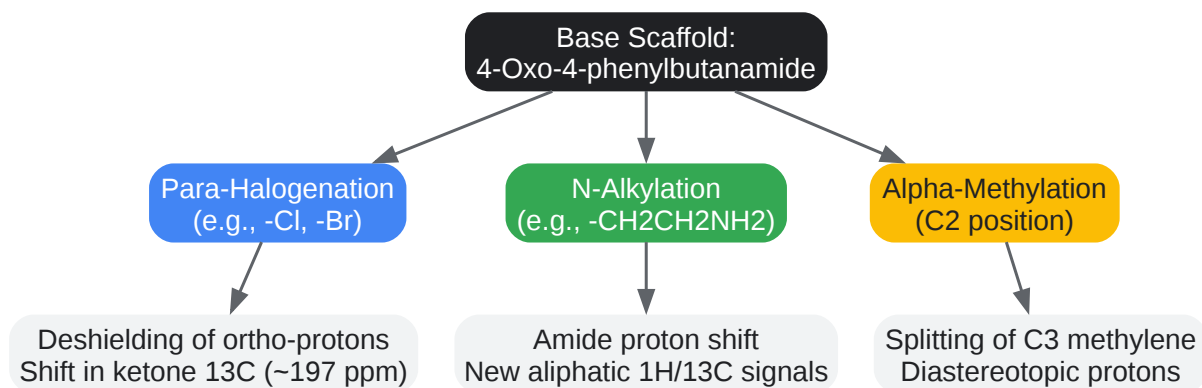 Base Scaffold:
4-Oxo-4-phenylbutanamide
Para-Halogenation
(e.g., -Cl, -Br)
N-Alkylation
(e.g., -CH2CH2NH2)
Alpha-Methylation
(C2 position)
Deshielding of ortho-protons
Shift in ketone 13C (~197 ppm)
Amide proton shift
New aliphatic 1H/13C signals
Splitting of C3 methylene
Diastereotopic protons